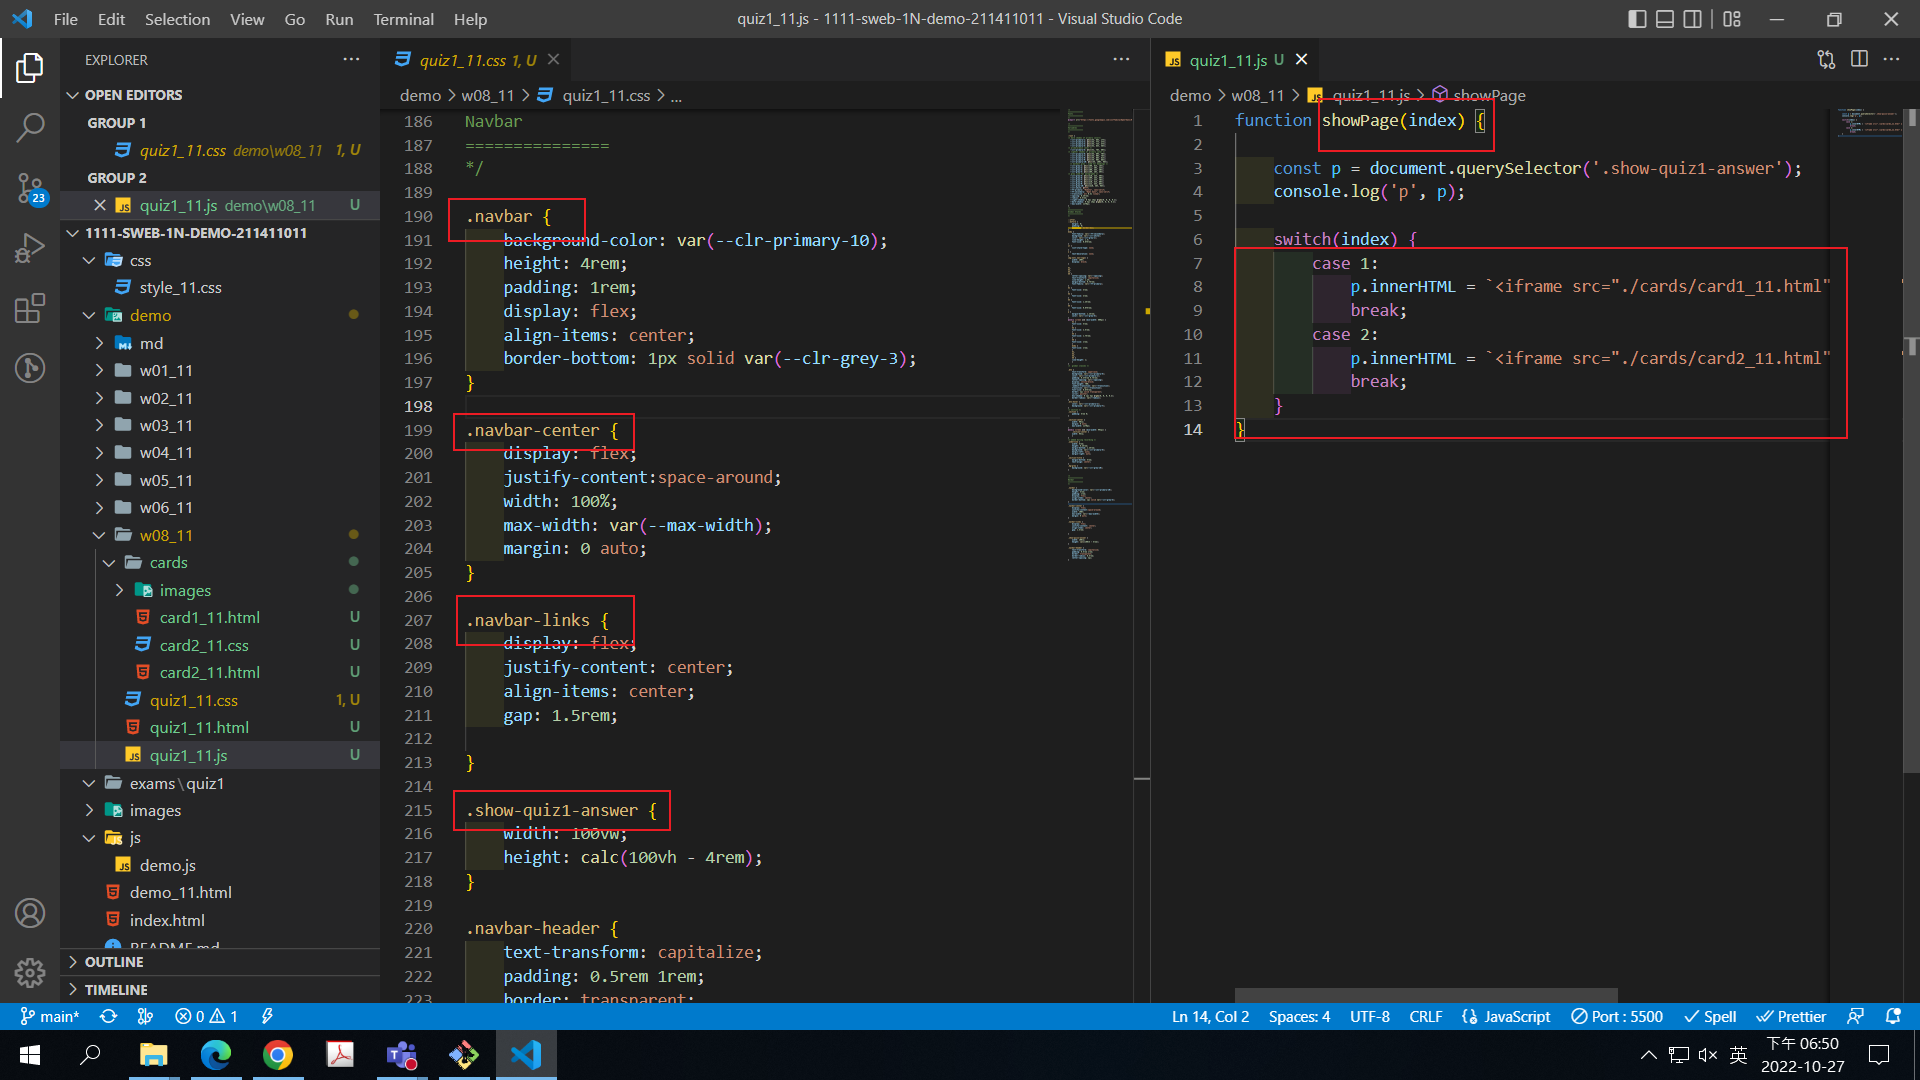 File Edit Selection View Go Run Terminal Help
quiz1_11.js - 1111-sweb-1N-demo-211411011 - Visual Studio Code
EXPLORER
OPEN EDITORS
GROUP 1
quiz1_11.css demo\w08_11 1, U
GROUP 2
quiz1_11.js demo\w08_11 U
1111-SWEB-1N-DEMO-211411011
css
style_11.css
demo
md
w01_11
w02_11
w03_11
w04_11
w05_11
w06_11
w08_11
cards
images
card1_11.html U
card2_11.css U
card2_11.html U
quiz1_11.css 1, U
quiz1_11.html U
quiz1_11.js U
exams\quiz1
images
js
demo.js
demo_11.html
index.html
README.md
OUTLINE
TIMELINE
23
quiz1_11.css 1, U
demo > w08_11 > quiz1_11.css > ...
186 Navbar
187 ===============
188 */
189
190 .navbar {
191 background-color: var(--clr-primary-10);
192 height: 4rem;
193 padding: 1rem;
194 display: flex;
195 align-items: center;
196 border-bottom: 1px solid var(--clr-grey-3);
197 }
198
199 .navbar-center {
200 display: flex;
201 justify-content:space-around;
202 width: 100%;
203 max-width: var(--max-width);
204 margin: 0 auto;
205 }
206
207 .navbar-links {
208 display: flex;
209 justify-content: center;
210 align-items: center;
211 gap: 1.5rem;
212
213 }
214
215 .show-quiz1-answer {
216 width: 100vw;
217 height: calc(100vh - 4rem);
218 }
219
220 .navbar-header {
221 text-transform: capitalize;
222 padding: 0.5rem 1rem;
223 border: transparent;
quiz1_11.js U
demo > w08_11 > quiz1_11.js > showPage
1 function showPage(index) {
2
3 const p = document.querySelector('.show-quiz1-answer');
4 console.log('p', p);
5
6 switch(index) {
7 case 1:
8 p.innerHTML = `<iframe src="./cards/card1_11.html"
9 break;
10 case 2:
11 p.innerHTML = `<iframe src="./cards/card2_11.html"
12 break;
13 }
14 }
main* 0 1
Ln 14, Col 2 Spaces: 4 UTF-8 CRLF JavaScript Port : 5500 Spell Prettier
英
下午 06:50
2022-10-27